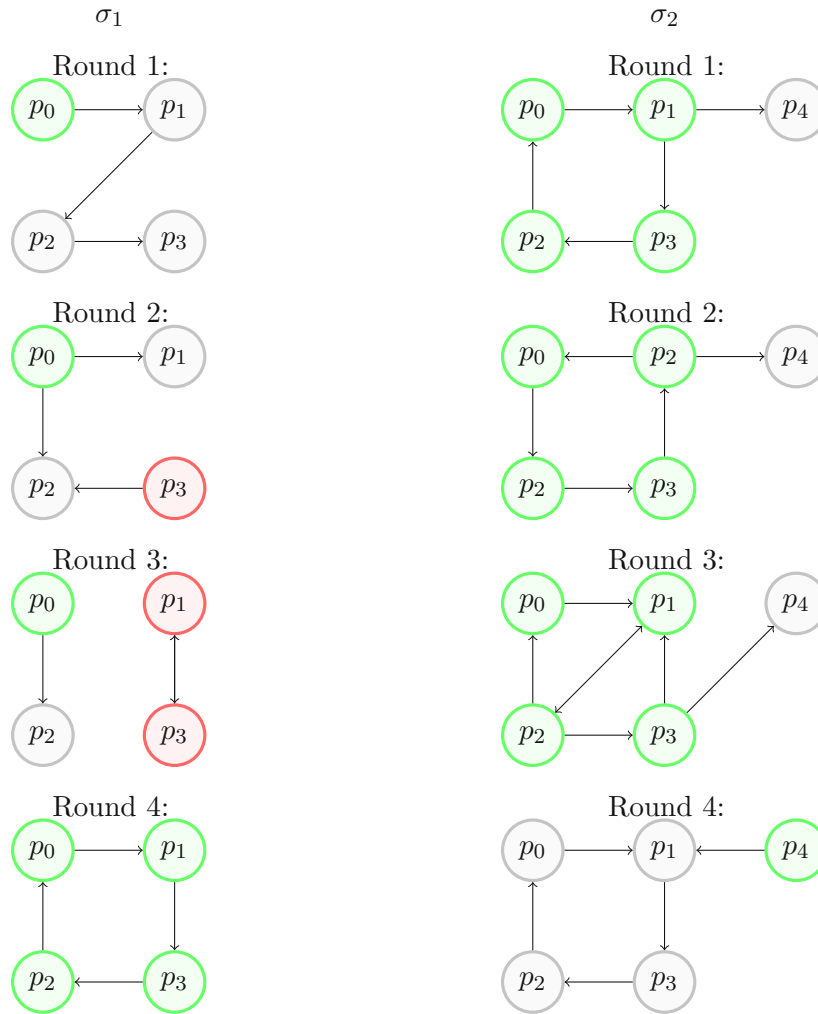 σ₁ σ₂
Round 1: Round 1:
p₀ p₁ p₀ p₁ p₄
p₂ p₃ p₂ p₃
Round 2: Round 2:
p₀ p₁ p₀ p₂ p₄
p₂ p₃ p₂ p₃
Round 3: Round 3:
p₀ p₁ p₀ p₁ p₄
p₂ p₃ p₂ p₃
Round 4: Round 4:
p₀ p₁ p₀ p₁ p₄
p₂ p₃ p₂ p₃